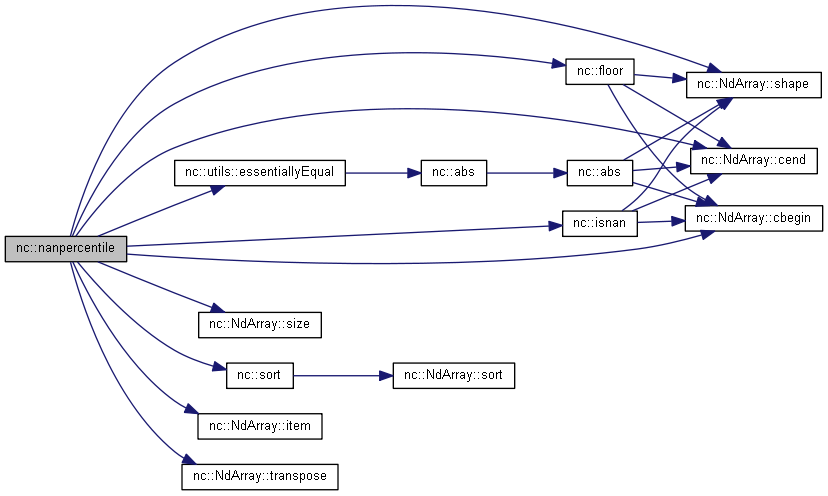 nc::floor
nc::NdArray::shape
nc::NdArray::cend
nc::utils::essentiallyEqual
nc::abs
nc::abs
nc::NdArray::cbegin
nc::isnan
nc::nanpercentile
nc::NdArray::size
nc::sort
nc::NdArray::sort
nc::NdArray::item
nc::NdArray::transpose